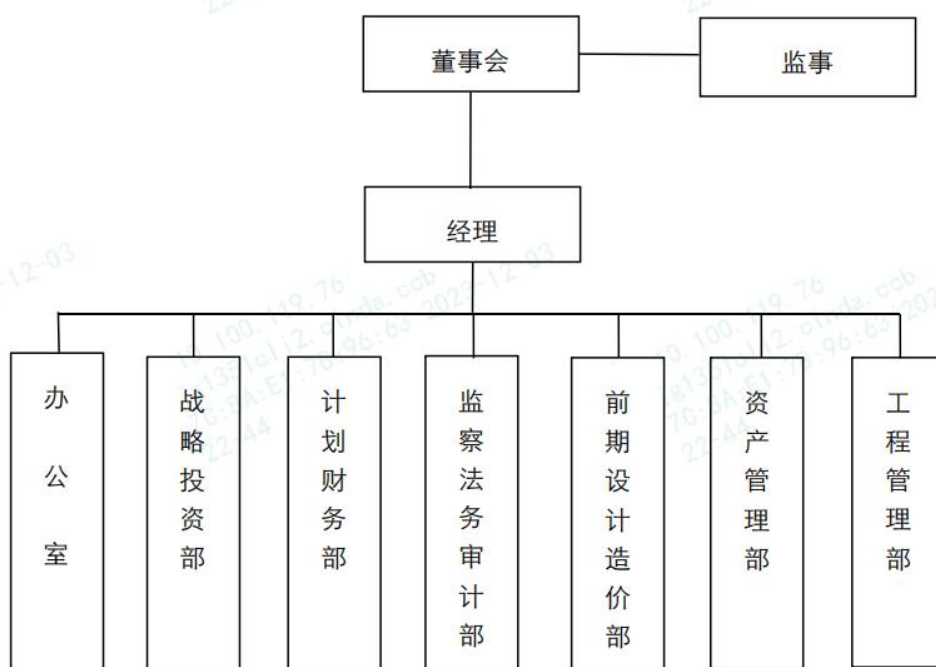 董事会
监事
经理
办公室
战略投资部
计划财务部
监察法务审计部
前期设计造价部
资产管理部
工程管理部